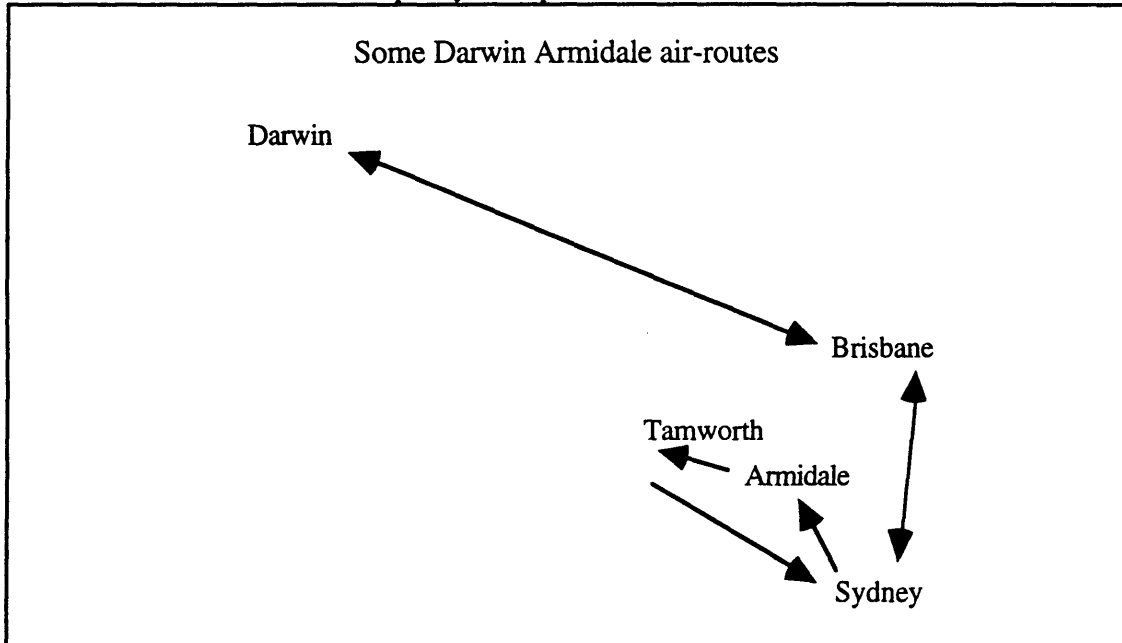 Some Darwin Armidale air-routes
Darwin
Brisbane
Tamworth
Armidale
Sydney